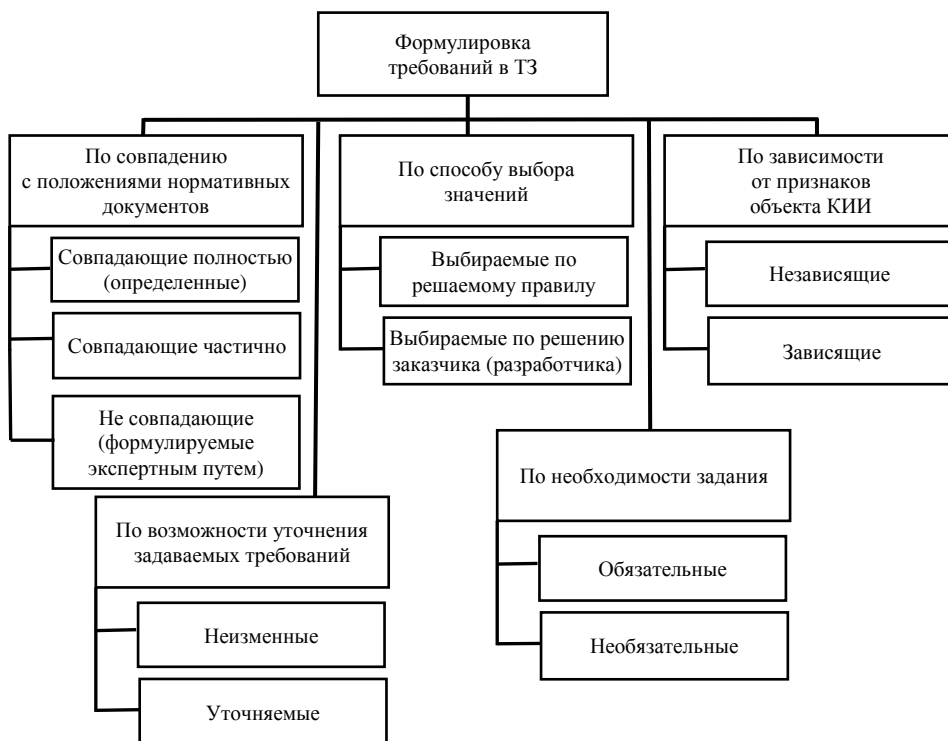 Формулировка
требований в ТЗ
По совпадению
с положениями нормативных
документов
Совпадающие полностью
(определенные)
Совпадающие частично
Не совпадающие
(формулируемые
экспертным путем)
По возможности уточнения
задаваемых требований
Неизменные
Уточняемые
По способу выбора
значений
Выбираемые по
решаемому правилу
Выбираемые по решению
заказчика (разработчика)
По необходимости задания
Обязательные
Необязательные
По зависимости
от признаков
объекта КИИ
Независящие
Зависящие